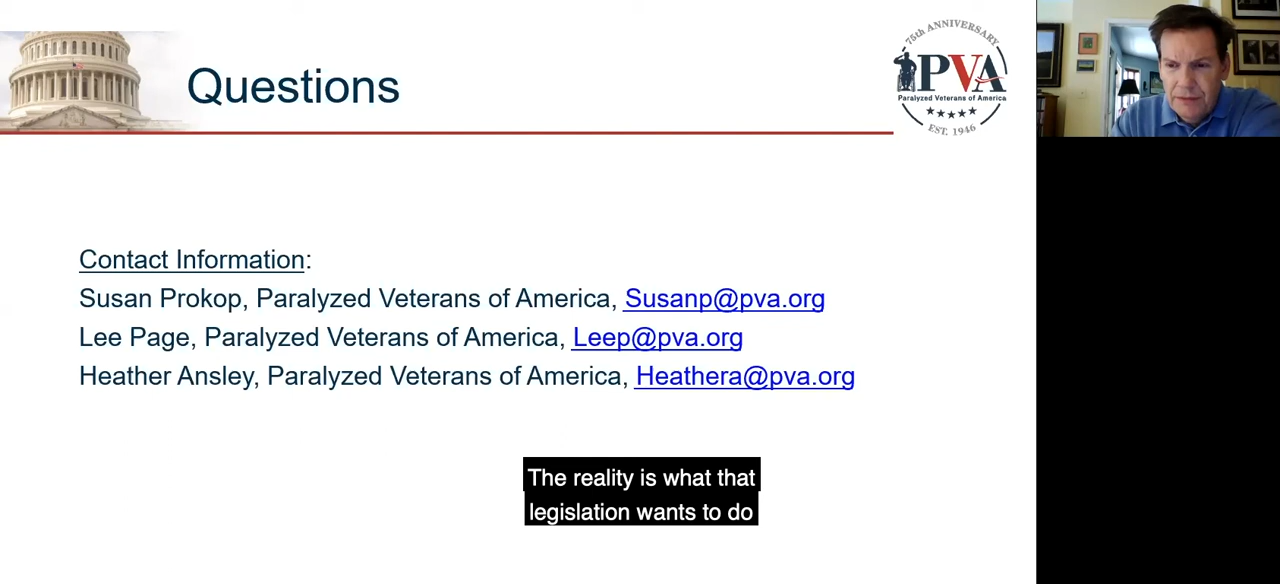 Questions
75th ANNIVERSARY
PVA
Paralyzed Veterans of America
EST. 1946
Contact Information:
Susan Prokop, Paralyzed Veterans of America, Susanp@pva.org
Lee Page, Paralyzed Veterans of America, Leep@pva.org
Heather Ansley, Paralyzed Veterans of America, Heathera@pva.org
The reality is what that
legislation wants to do